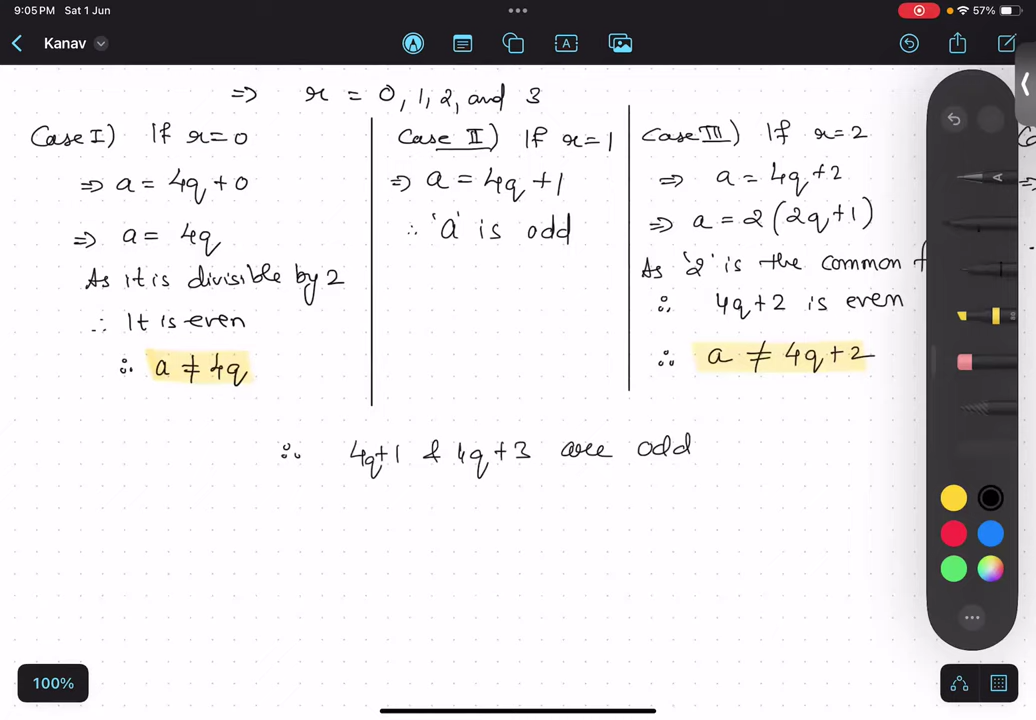 9:05 PM Sat 1 Jun
57%
Kanav
A
⇒ r = 0, 1, 2, and 3
Case I) If r=0
⇒ a = 4q + 0
⇒ a = 4q
As it is divisible by 2
∴ It is even
∴ a ≠ 4q
Case II) If r=1
⇒ a = 4q + 1
∴ 'a' is odd
Case III) If r=2
⇒ a = 4q+2
⇒ a = 2(2q+1)
As '2' is the common
∴ 4q+2 is even
∴ a ≠ 4q+2
∴ 4q+1 & 4q+3 are odd
A
100%